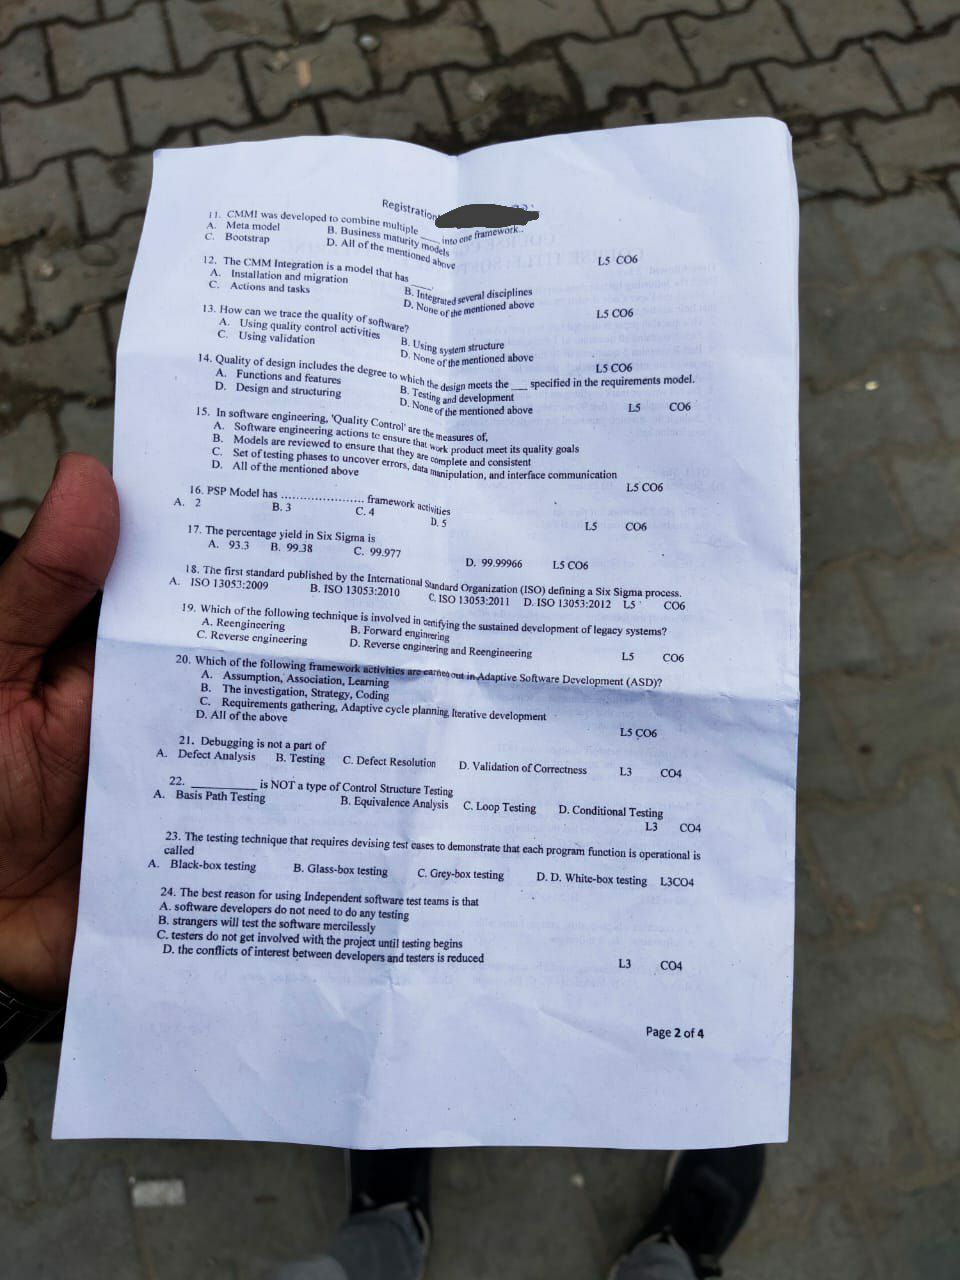 Registration
11. CMMI was developed to combine multiple ___ into one framework..
A. Meta model B. Business maturity models
C. Bootstrap D. All of the mentioned above
12. The CMM Integration is a model that has ___.
A. Installation and migration B. Integrated several disciplines
C. Actions and tasks D. None of the mentioned above
L5 CO6
13. How can we trace the quality of software?
A. Using quality control activities B. Using system structure
C. Using validation D. None of the mentioned above
L5 CO6
14. Quality of design includes the degree to which the design meets the ___ specified in the requirements model.
A. Functions and features B. Testing and development
D. Design and structuring D. None of the mentioned above
L5 CO6
15. In software engineering, 'Quality Control' are the measures of,
L5 CO6
A. Software engineering actions to ensure that work product meet its quality goals
B. Models are reviewed to ensure that they are complete and consistent
C. Set of testing phases to uncover errors, data manipulation, and interface communication
D. All of the mentioned above
L5 CO6
16. PSP Model has .................... framework activities
A. 2 B. 3 C. 4 D. 5
L5 CO6
17. The percentage yield in Six Sigma is
A. 93.3 B. 99.38 C. 99.977 D. 99.99966 L5 CO6
18. The first standard published by the International Standard Organization (ISO) defining a Six Sigma process.
A. ISO 13053:2009 B. ISO 13053:2010 C. ISO 13053:2011 D. ISO 13053:2012 L5 CO6
19. Which of the following technique is involved in certifying the sustained development of legacy systems?
A. Reengineering B. Forward engineering
C. Reverse engineering D. Reverse engineering and Reengineering
L5 CO6
20. Which of the following framework activities are carried out in Adaptive Software Development (ASD)?
A. Assumption, Association, Learning
B. The investigation, Strategy, Coding
C. Requirements gathering, Adaptive cycle planning, Iterative development
D. All of the above
L5 CO6
21. Debugging is not a part of
A. Defect Analysis B. Testing C. Defect Resolution D. Validation of Correctness L3 CO4
22. _________ is NOT a type of Control Structure Testing
A. Basis Path Testing B. Equivalence Analysis C. Loop Testing D. Conditional Testing
L3 CO4
23. The testing technique that requires devising test cases to demonstrate that each program function is operational is
called
A. Black-box testing B. Glass-box testing C. Grey-box testing D. D. White-box testing L3CO4
24. The best reason for using Independent software test teams is that
A. software developers do not need to do any testing
B. strangers will test the software mercilessly
C. testers do not get involved with the project until testing begins
D. the conflicts of interest between developers and testers is reduced
L3 CO4
Page 2 of 4